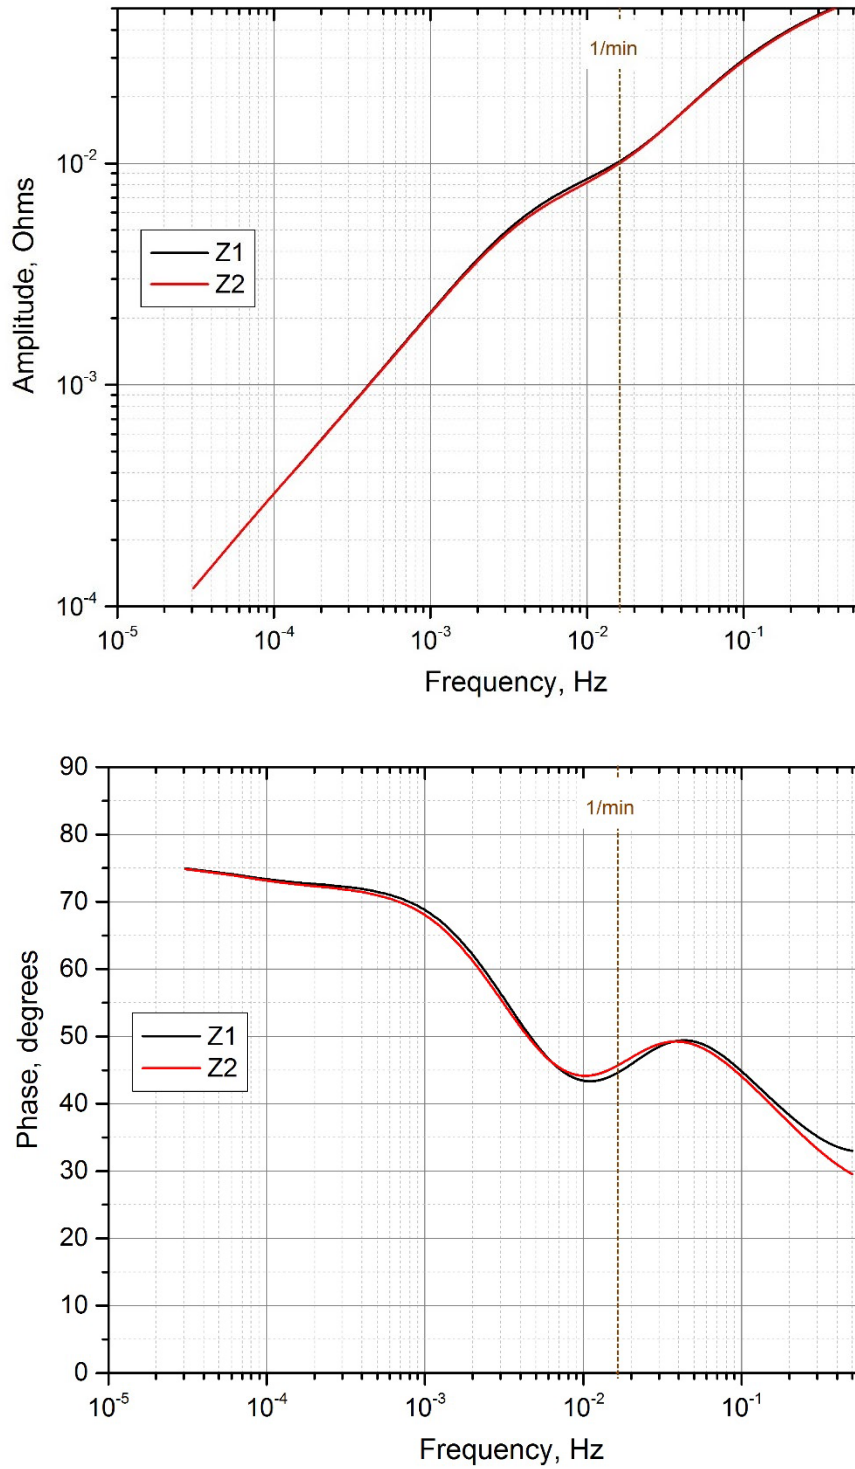 1/min
10^-2
Amplitude, Ohms
Z1
Z2
10^-3
10^-4
10^-5 10^-4 10^-3 10^-2 10^-1
Frequency, Hz
90
1/min
80
70
60
50
Phase, degrees
Z1
Z2
40
30
20
10
0
10^-5 10^-4 10^-3 10^-2 10^-1
Frequency, Hz